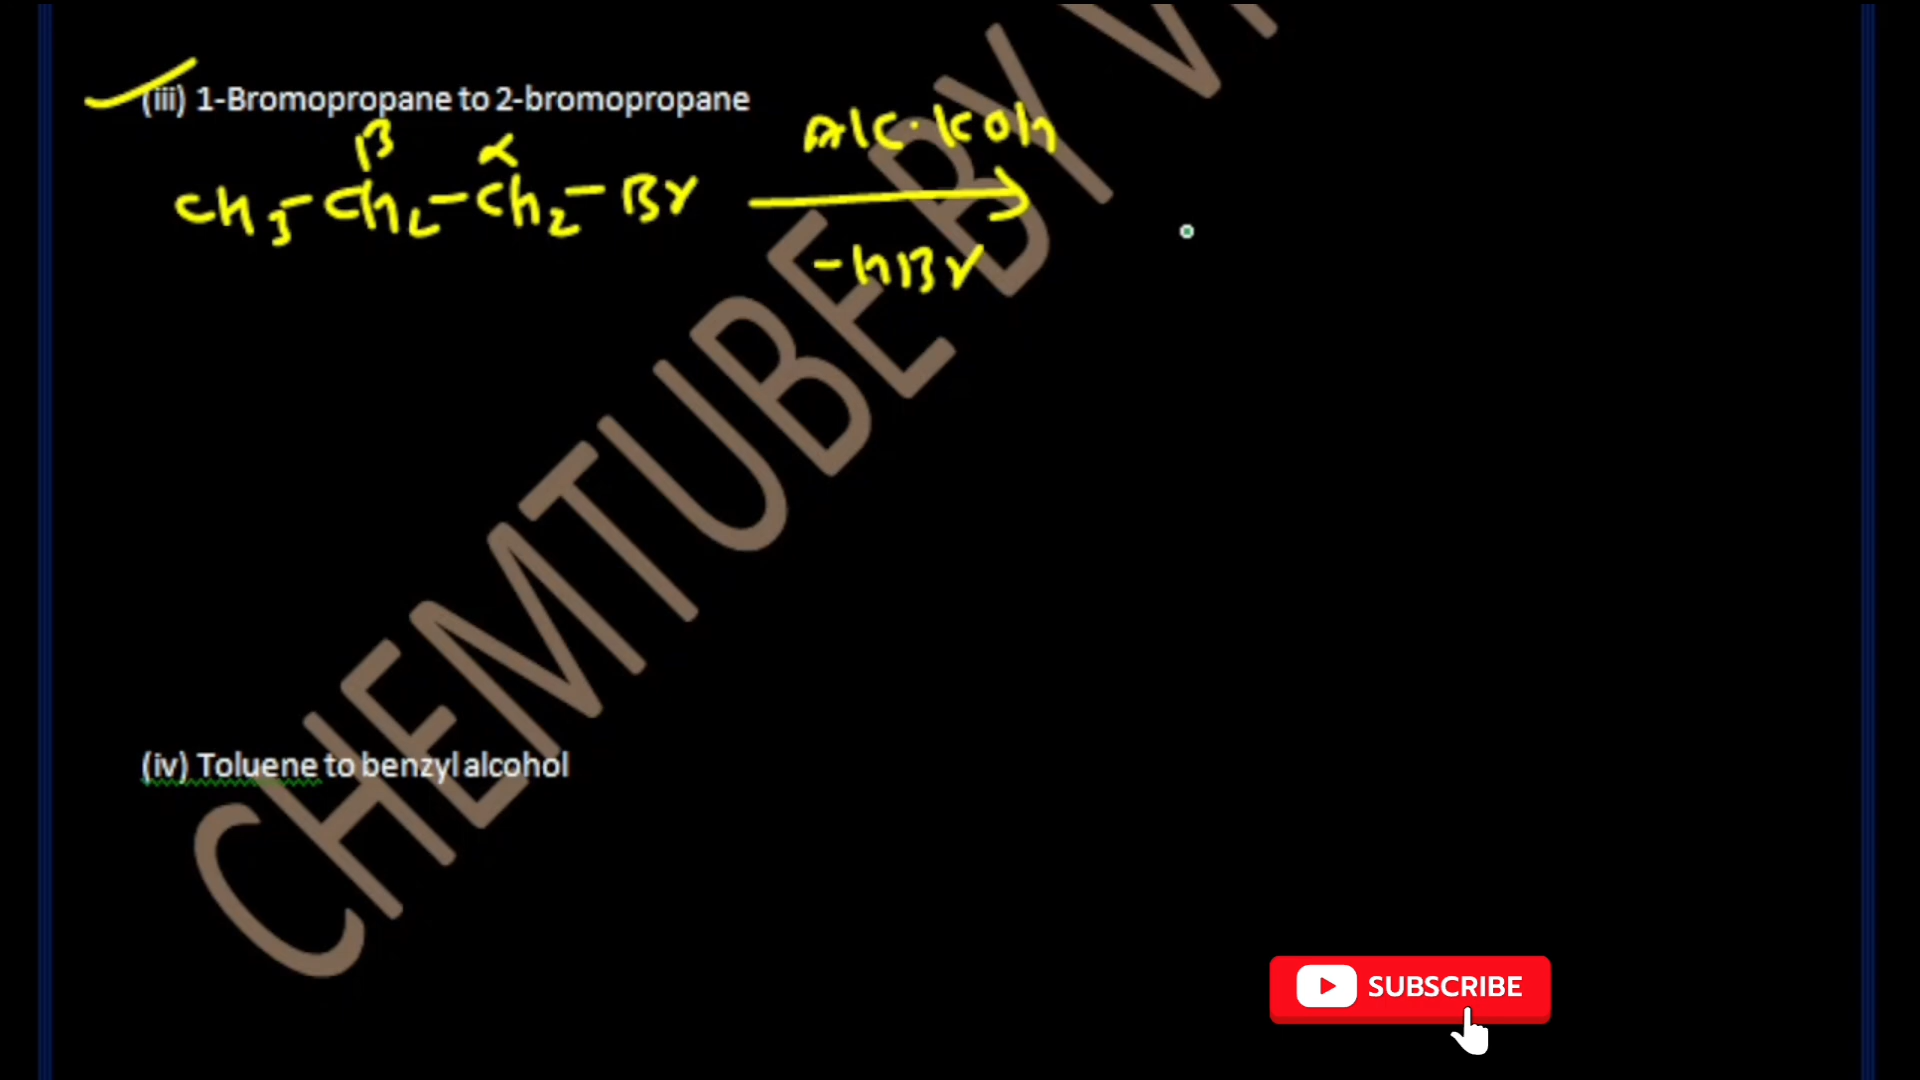 (iii) 1-Bromopropane to 2-bromopropane
β α
CH3-CH2-CH2-Br
Alc. KOH
-HBr
(iv) Toluene to benzyl alcohol
CHEMTUBE BY V
SUBSCRIBE